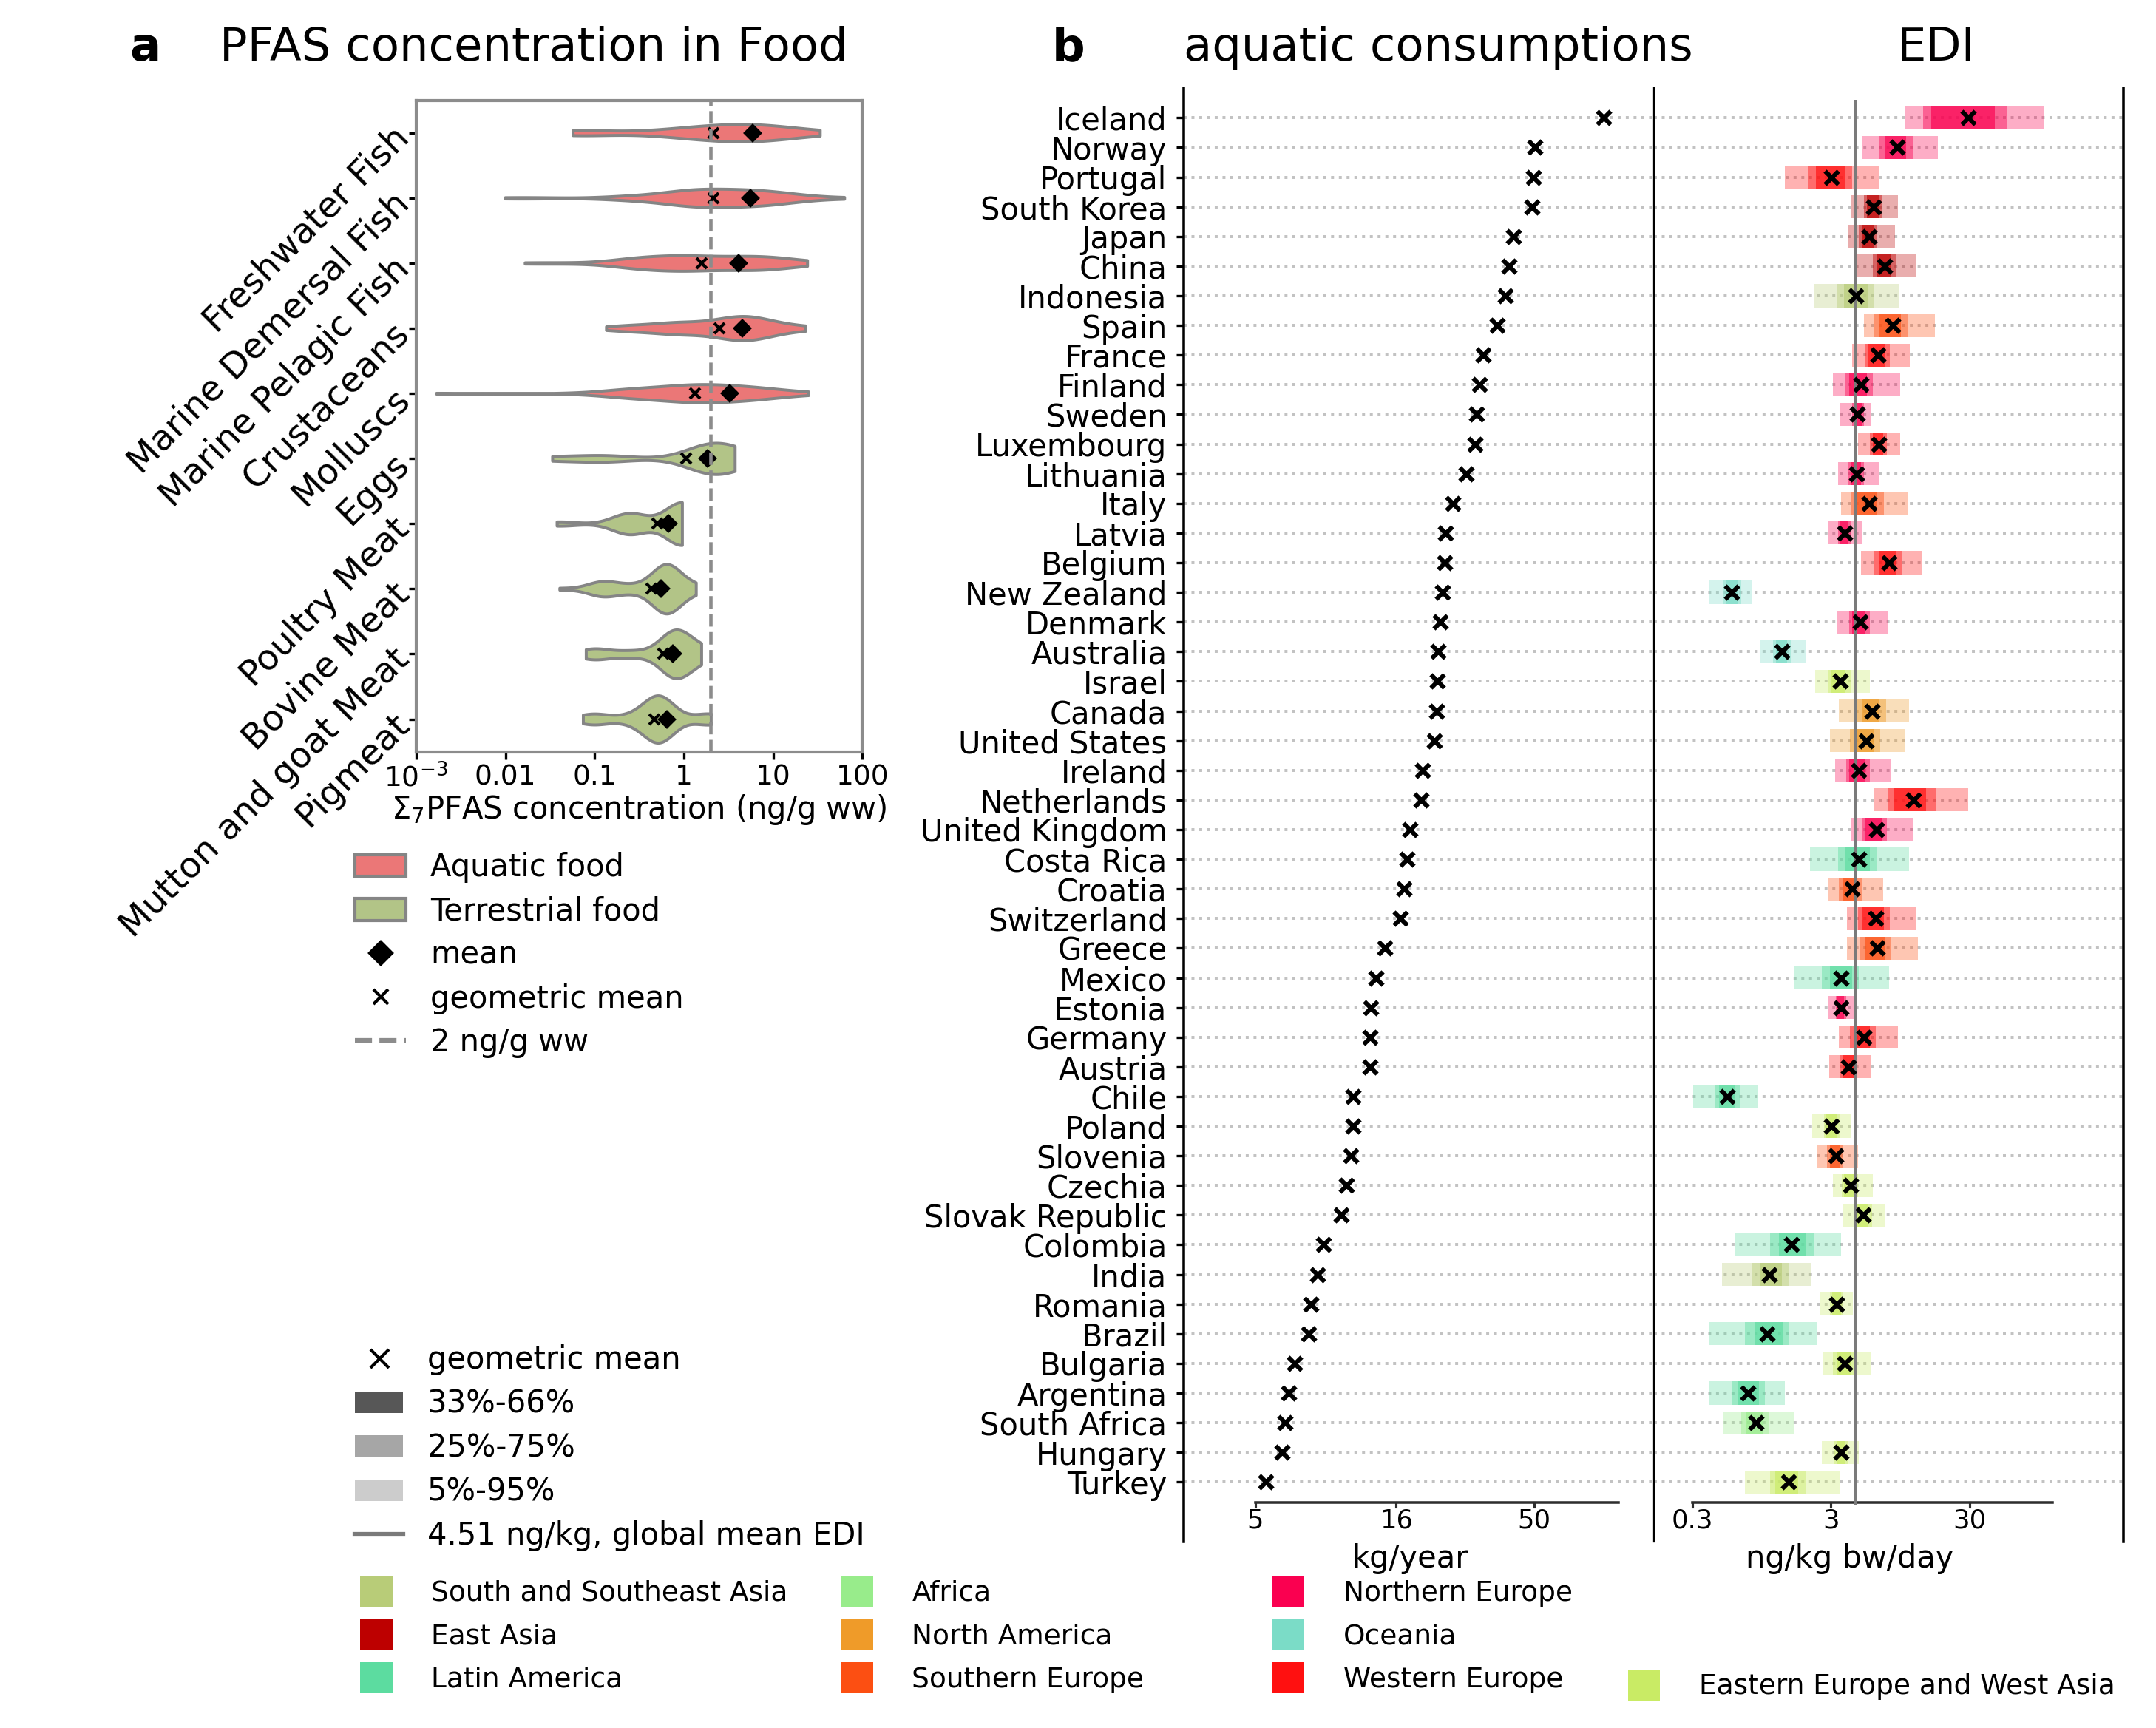 a PFAS concentration in Food
Freshwater Fish
Marine Demersal Fish
Marine Pelagic Fish
Crustaceans
Molluscs
Eggs
Poultry Meat
Bovine Meat
Mutton and goat Meat
Pigmeat
10⁻³ 0.01 0.1 1 10 100
Σ₇PFAS concentration (ng/g ww)
Aquatic food
Terrestrial food
mean
geometric mean
2 ng/g ww
b aquatic consumptions EDI
Iceland
Norway
Portugal
South Korea
Japan
China
Indonesia
Spain
France
Finland
Sweden
Luxembourg
Lithuania
Italy
Latvia
Belgium
New Zealand
Denmark
Australia
Israel
Canada
United States
Ireland
Netherlands
United Kingdom
Costa Rica
Croatia
Switzerland
Greece
Mexico
Estonia
Germany
Austria
Chile
Poland
Slovenia
Czechia
Slovak Republic
Colombia
India
Romania
Brazil
Bulgaria
Argentina
South Africa
Hungary
Turkey
5 16 50 0.3 3 30
kg/year ng/kg bw/day
geometric mean
33%-66%
25%-75%
5%-95%
4.51 ng/kg, global mean EDI
South and Southeast Asia Africa Northern Europe
East Asia North America Oceania
Latin America Southern Europe Western Europe Eastern Europe and West Asia